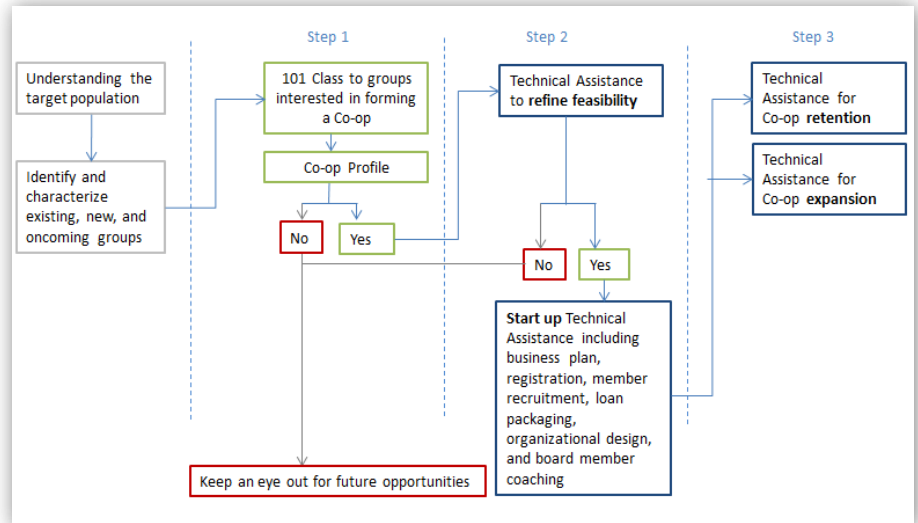 Step 1
Step 2
Step 3
Understanding the
target population
Identify and
characterize
existing, new, and
oncoming groups
101 Class to groups
interested in forming
a Co-op
Co-op Profile
No
Yes
Technical Assistance
to refine feasibility
No
Yes
Start up Technical
Assistance including
business plan,
registration, member
recruitment, loan
packaging,
organizational design,
and board member
coaching
Technical
Assistance for
Co-op retention
Technical
Assistance for
Co-op expansion
Keep an eye out for future opportunities